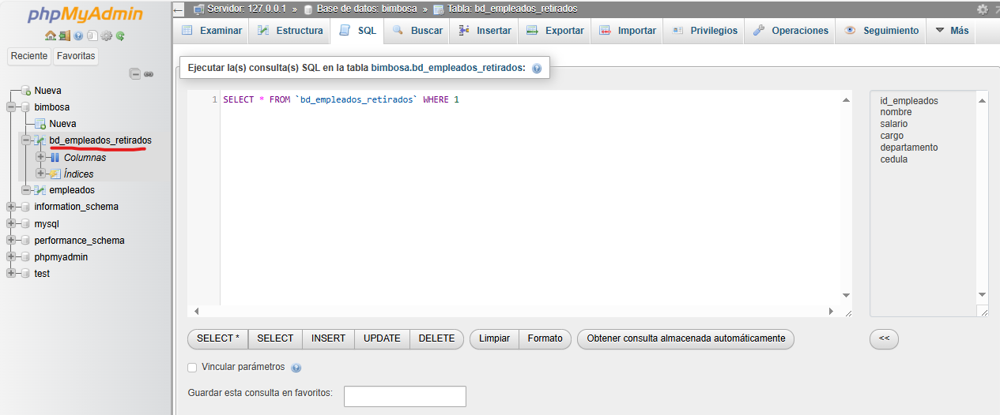 phpMyAdmin
Reciente Favoritas
Nueva
bimbosa
Nueva
bd_empleados_retirados
Columnas
Índices
empleados
information_schema
mysql
performance_schema
phpmyadmin
test
Servidor: 127.0.0.1 » Base de datos: bimbosa » Tabla: bd_empleados_retirados
Examinar Estructura SQL Buscar Insertar Exportar Importar Privilegios Operaciones Seguimiento Más
Ejecutar la(s) consulta(s) SQL en la tabla bimbosa.bd_empleados_retirados:
1 SELECT * FROM `bd_empleados_retirados` WHERE 1
id_empleados
nombre
salario
cargo
departamento
cedula
SELECT * SELECT INSERT UPDATE DELETE Limpiar Formato Obtener consulta almacenada automáticamente <<
Vincular parámetros
Guardar esta consulta en favoritos: